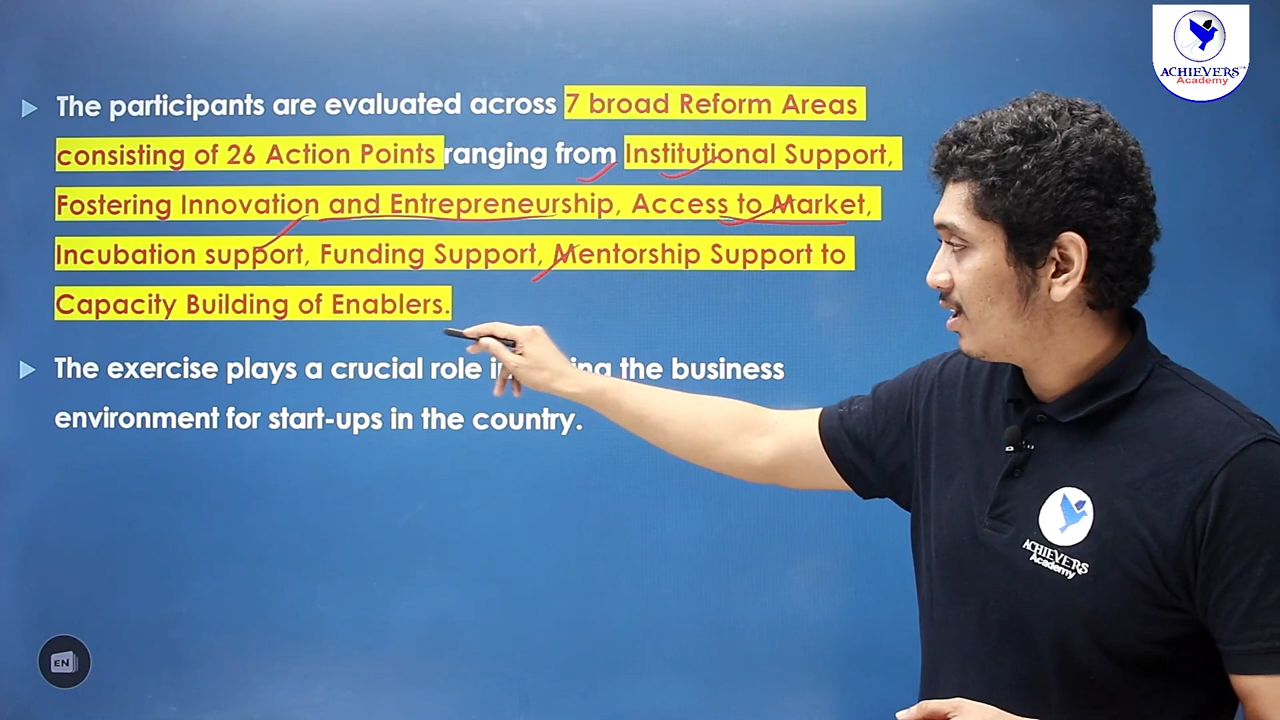 The participants are evaluated across 7 broad Reform Areas
consisting of 26 Action Points ranging from Institutional Support,
Fostering Innovation and Entrepreneurship, Access to Market,
Incubation support, Funding Support, Mentorship Support to
Capacity Building of Enablers.
The exercise plays a crucial role in the business
environment for start-ups in the country.
ACHIEVERS
Academy
ACHIEVERS
Academy
EN